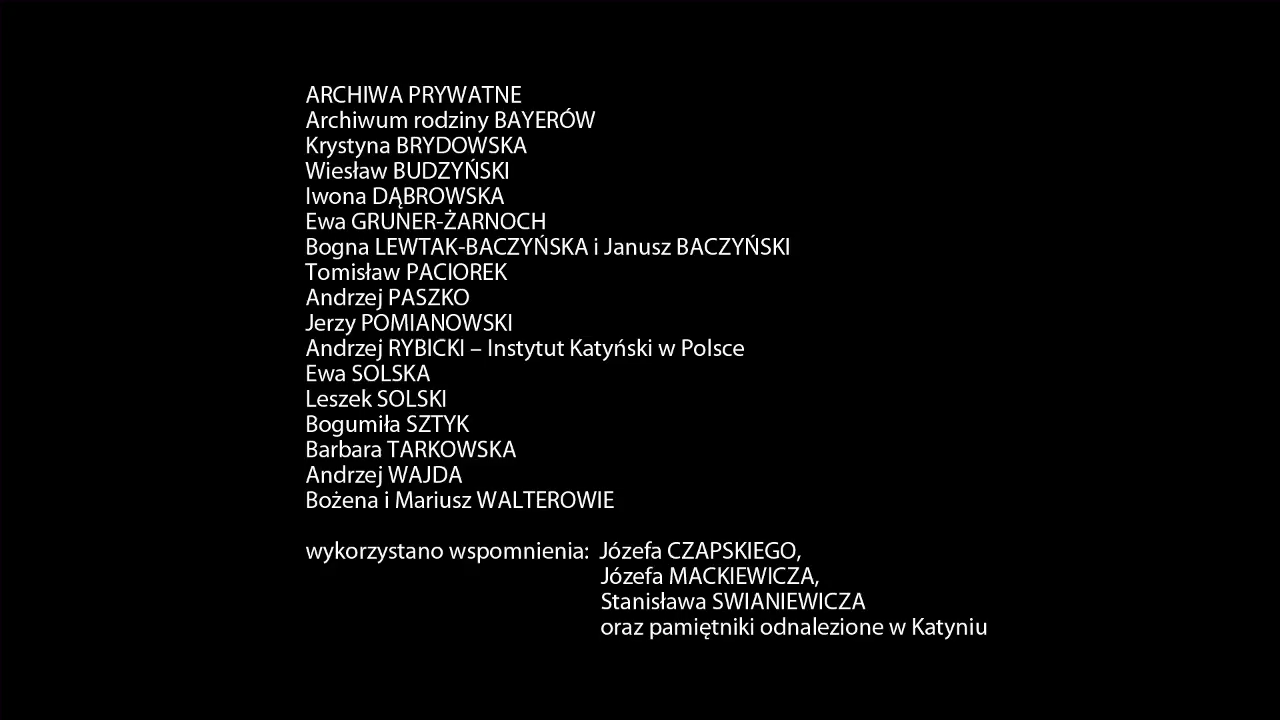 ARCHIWA PRYWATNE
Archiwum rodziny BAYERÓW
Krystyna BRYDOWSKA
Wiesław BUDZYŃSKI
Iwona DĄBROWSKA
Ewa GRUNER-ŻARNOCH
Bogna LEWTAK-BACZYŃSKA i Janusz BACZYŃSKI
Tomisław PACIOREK
Andrzej PASZKO
Jerzy POMIANOWSKI
Andrzej RYBICKI – Instytut Katyński w Polsce
Ewa SOLSKA
Leszek SOLSKI
Bogumiła SZTYK
Barbara TARKOWSKA
Andrzej WAJDA
Bożena i Mariusz WALTEROWIE
wykorzystano wspomnienia: Józefa CZAPSKIEGO,
Józefa MACKIEWICZA,
Stanisława SWIANIEWICZA
oraz pamiętniki odnalezione w Katyniu